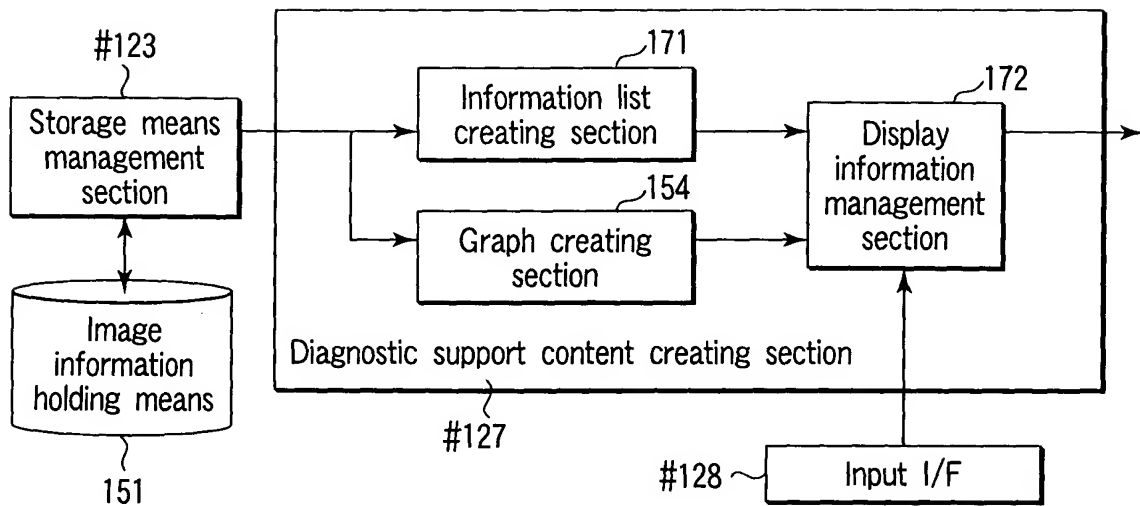 #123
Storage means
management
section
Image
information
holding means
151
171
Information list
creating section
154
Graph creating
section
172
Display
information
management
section
Diagnostic support content creating section
#127
#128
Input I/F